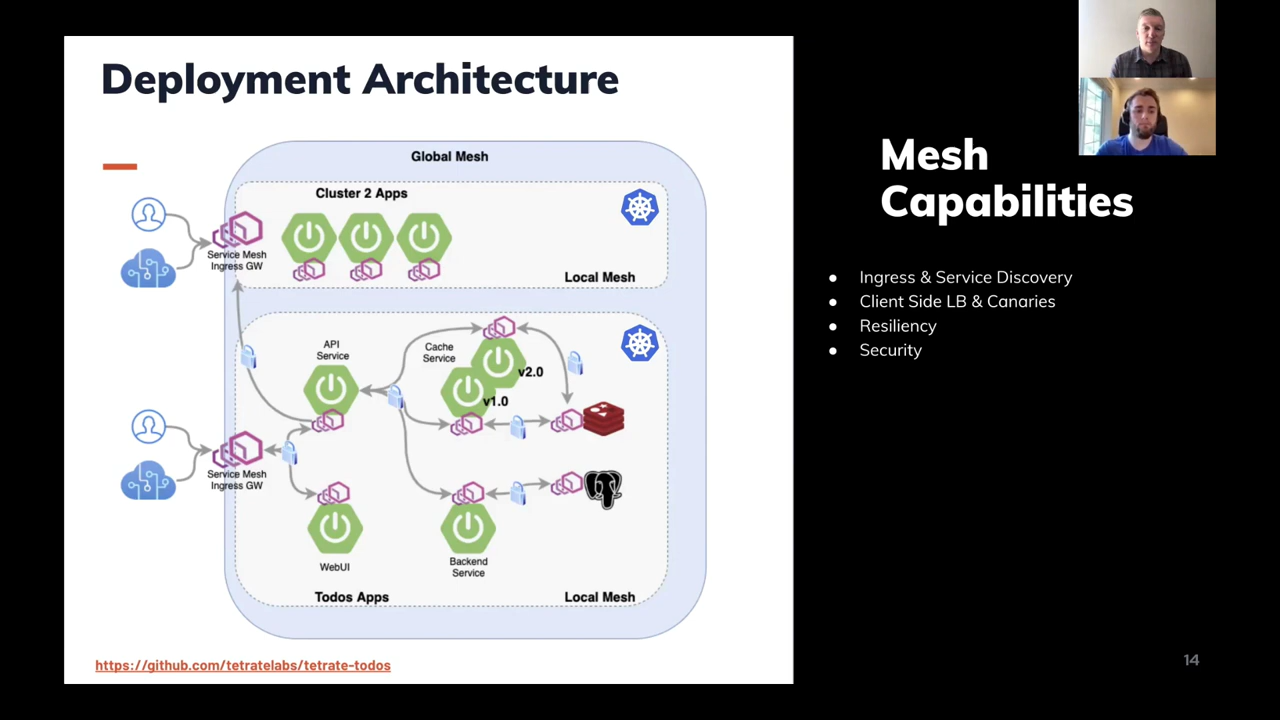 Deployment Architecture
Global Mesh
Cluster 2 Apps
Service Mesh
Ingress GW
Local Mesh
API
Service
Cache
Service
v2.0
v1.0
Service Mesh
Ingress GW
WebUI
Backend
Service
Todos Apps
Local Mesh
https://github.com/tetratelabs/tetrate-todos
Mesh
Capabilities
● Ingress & Service Discovery
● Client Side LB & Canaries
● Resiliency
● Security
14